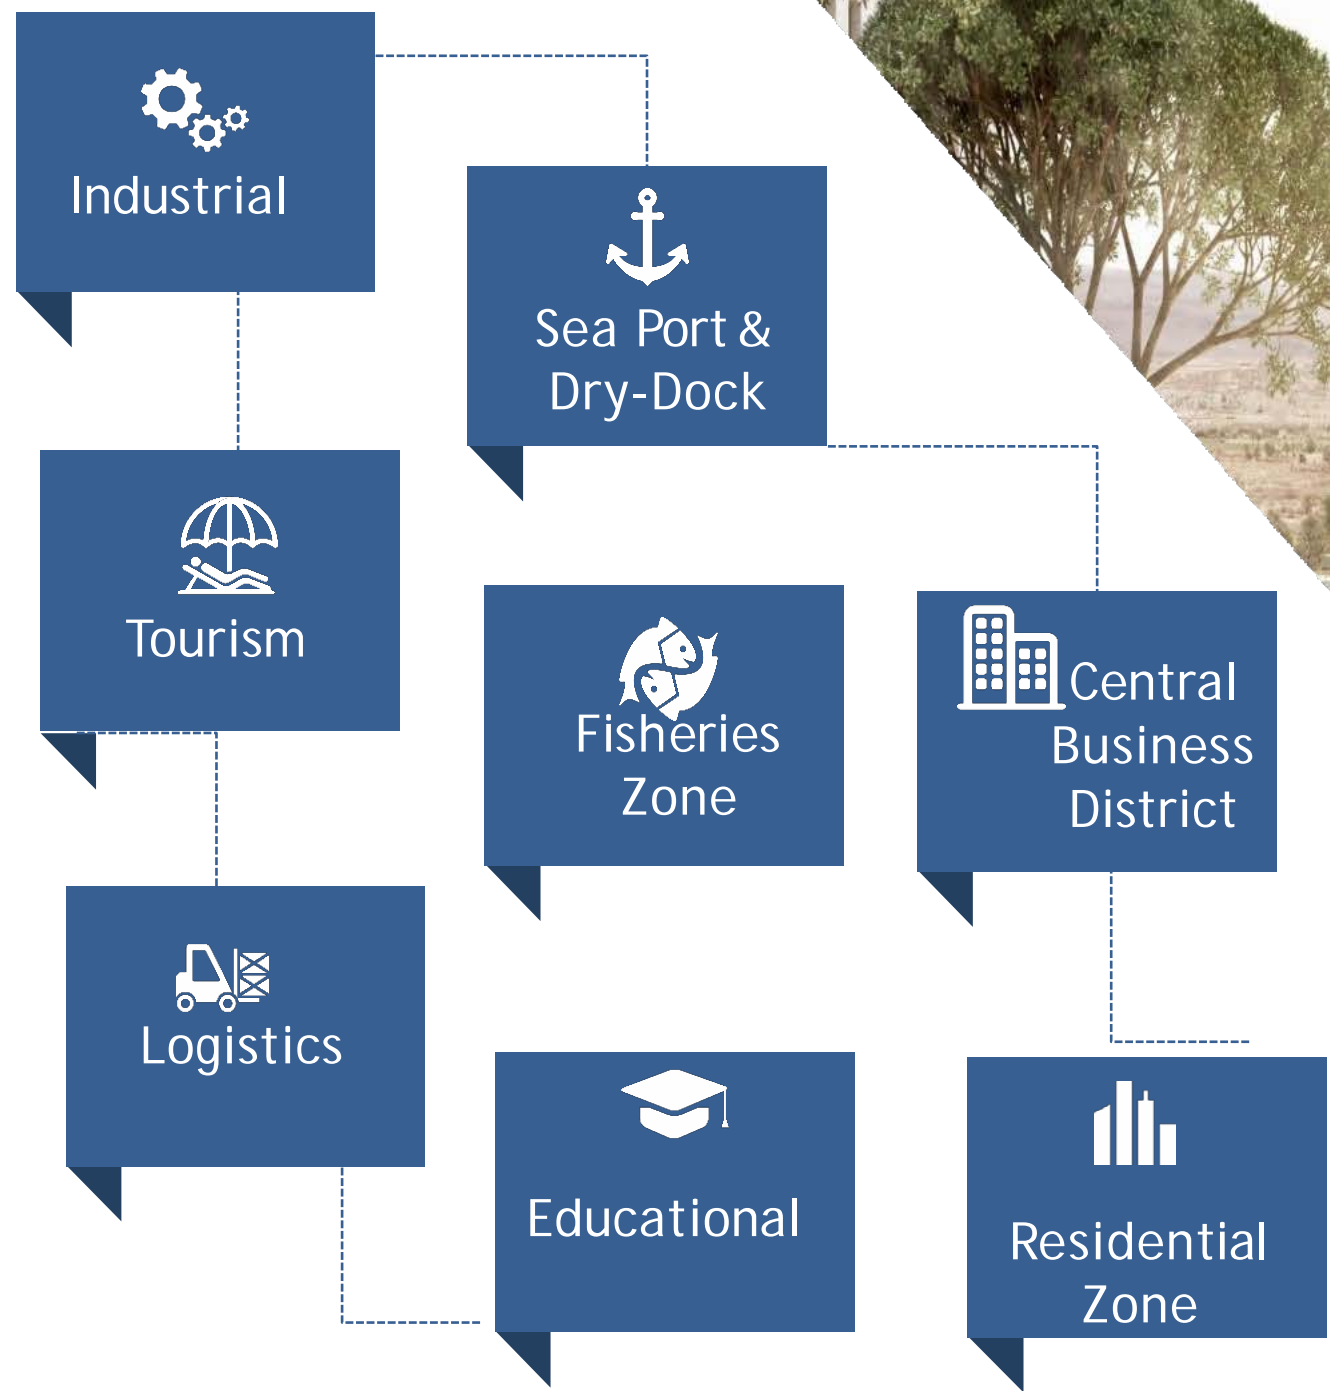 Industrial
Sea Port &
Dry-Dock
Tourism
Fisheries
Zone
Central
Business
District
Logistics
Educational
Residential
Zone